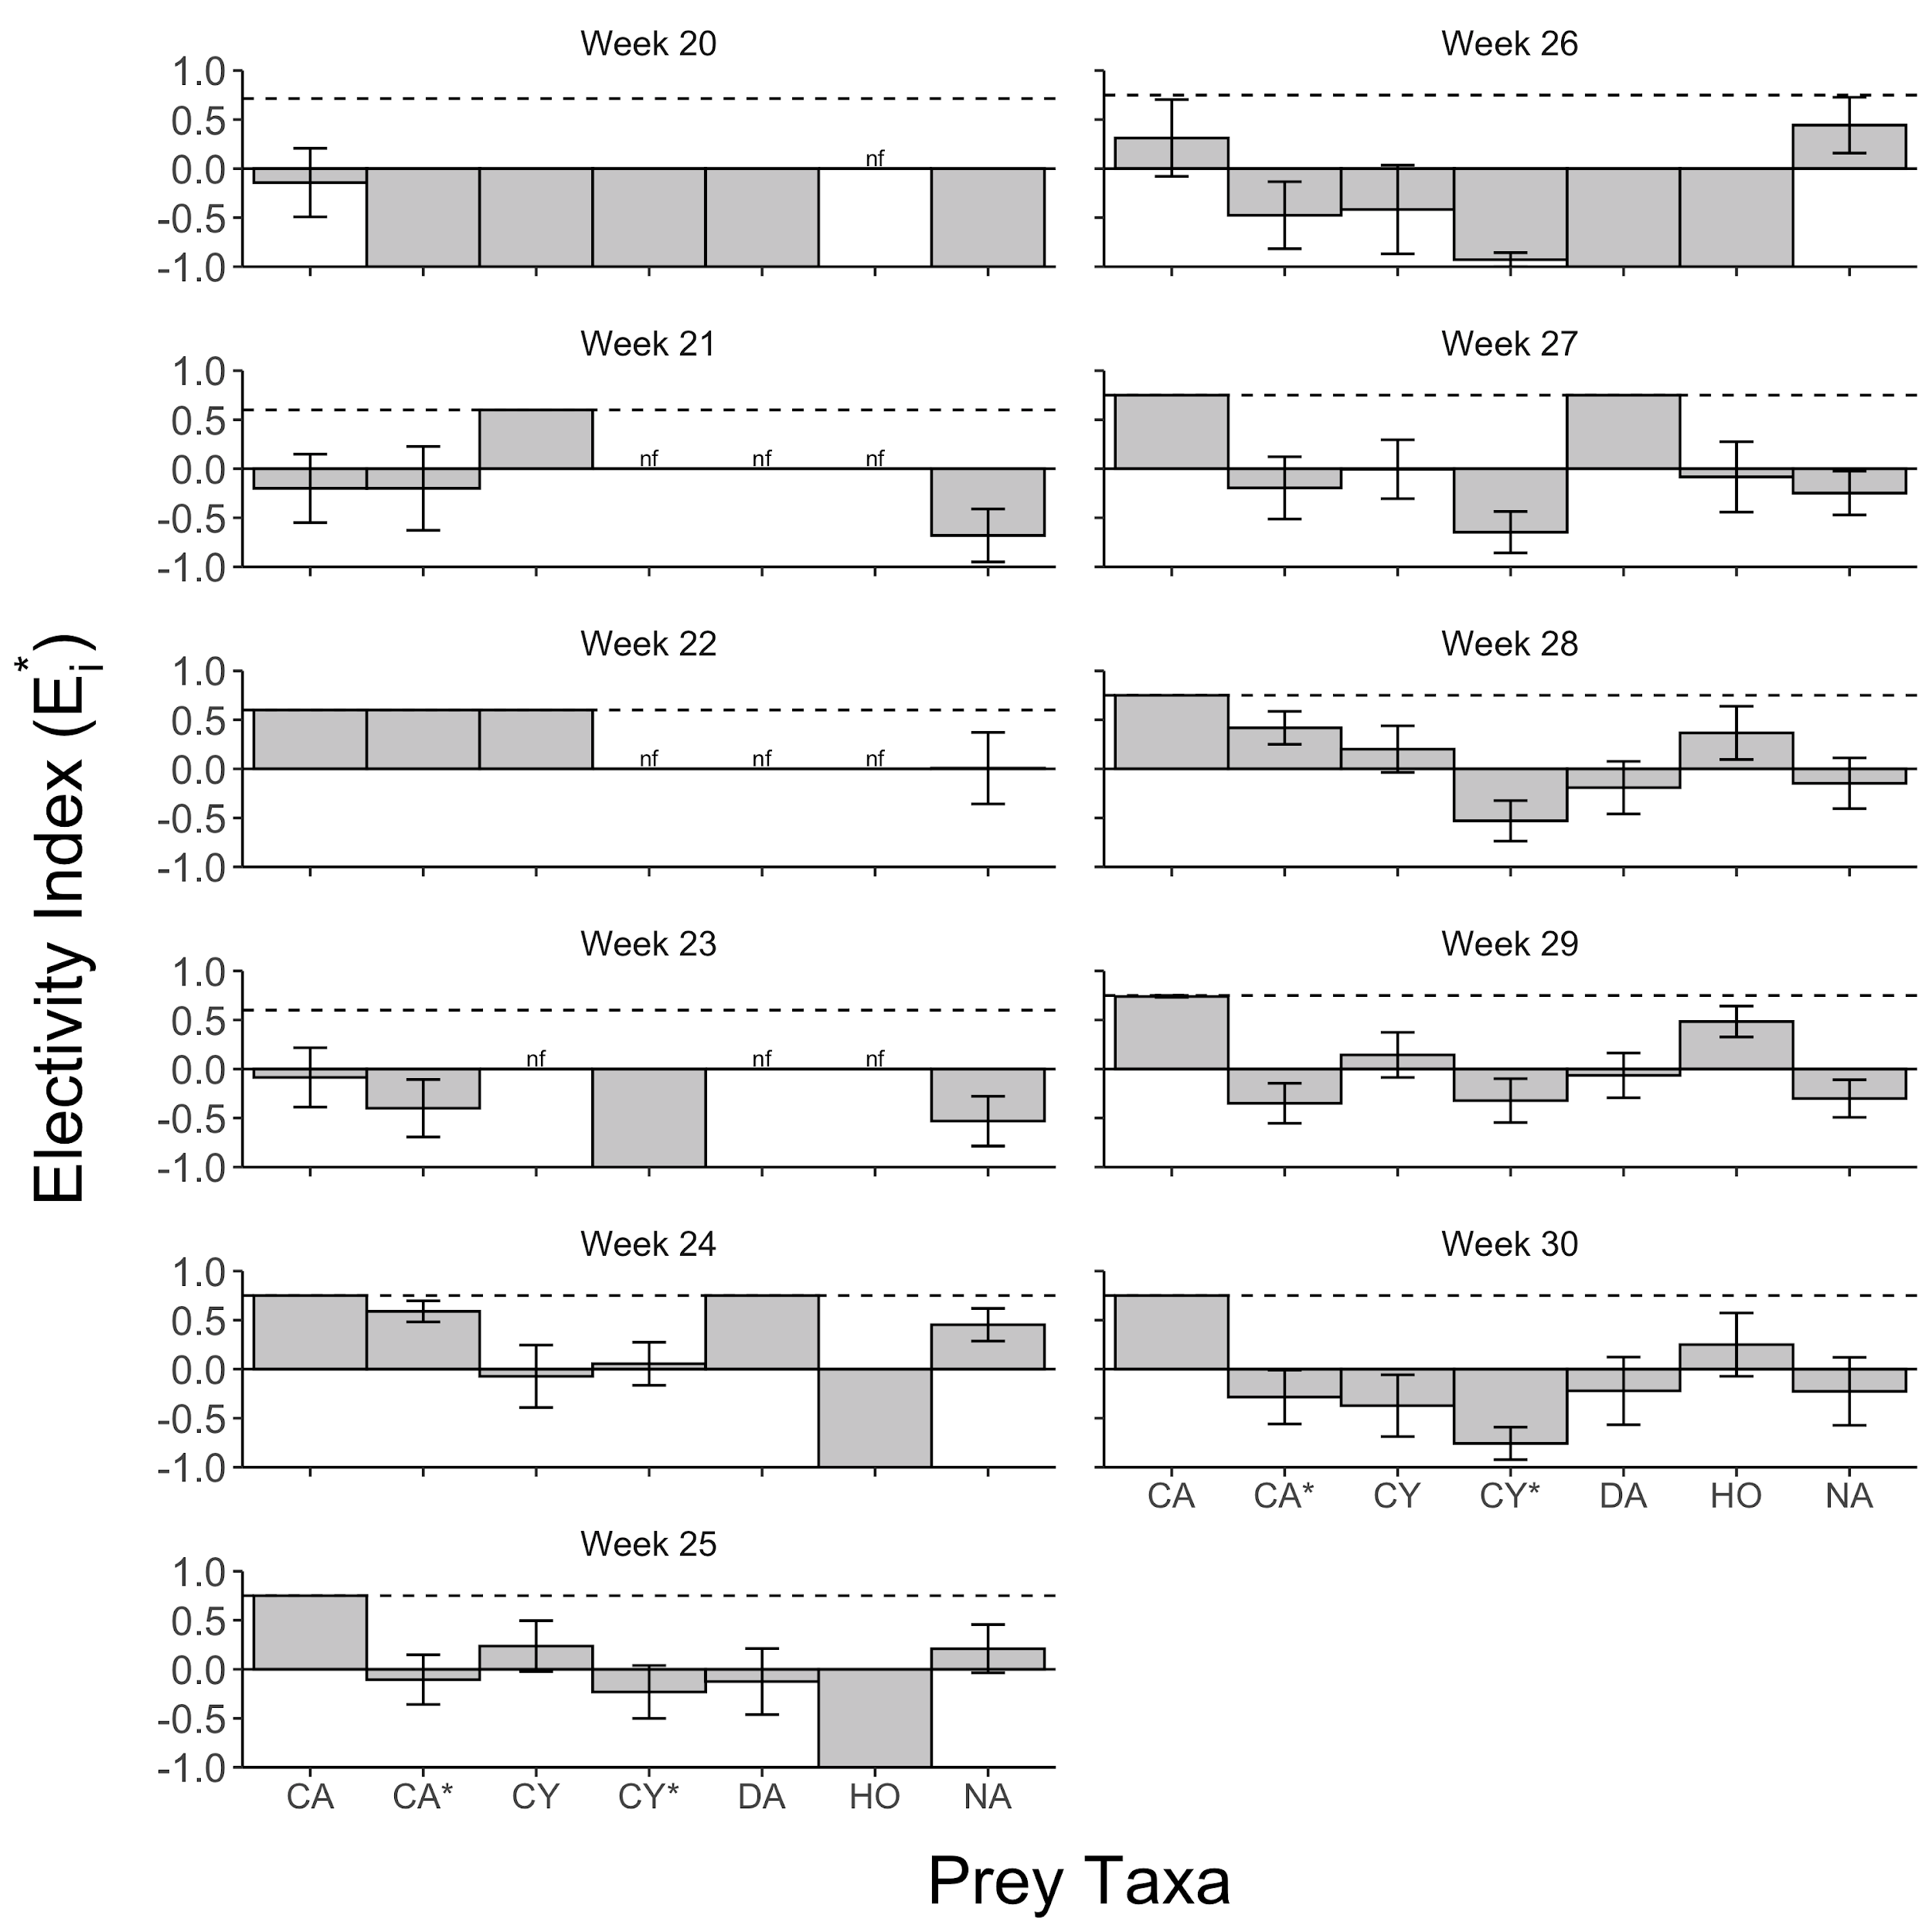 Electivity Index (Ei*)
Week 20
1.0
0.5
0.0
-0.5
-1.0
nf
Week 26
Week 21
1.0
0.5
0.0
-0.5
-1.0
nf nf nf
Week 27
Week 22
1.0
0.5
0.0
-0.5
-1.0
nf nf nf
Week 28
Week 23
1.0
0.5
0.0
-0.5
-1.0
nf nf nf
Week 29
Week 24
1.0
0.5
0.0
-0.5
-1.0
Week 30
CA CA* CY CY* DA HO NA
Week 25
1.0
0.5
0.0
-0.5
-1.0
CA CA* CY CY* DA HO NA
Prey Taxa